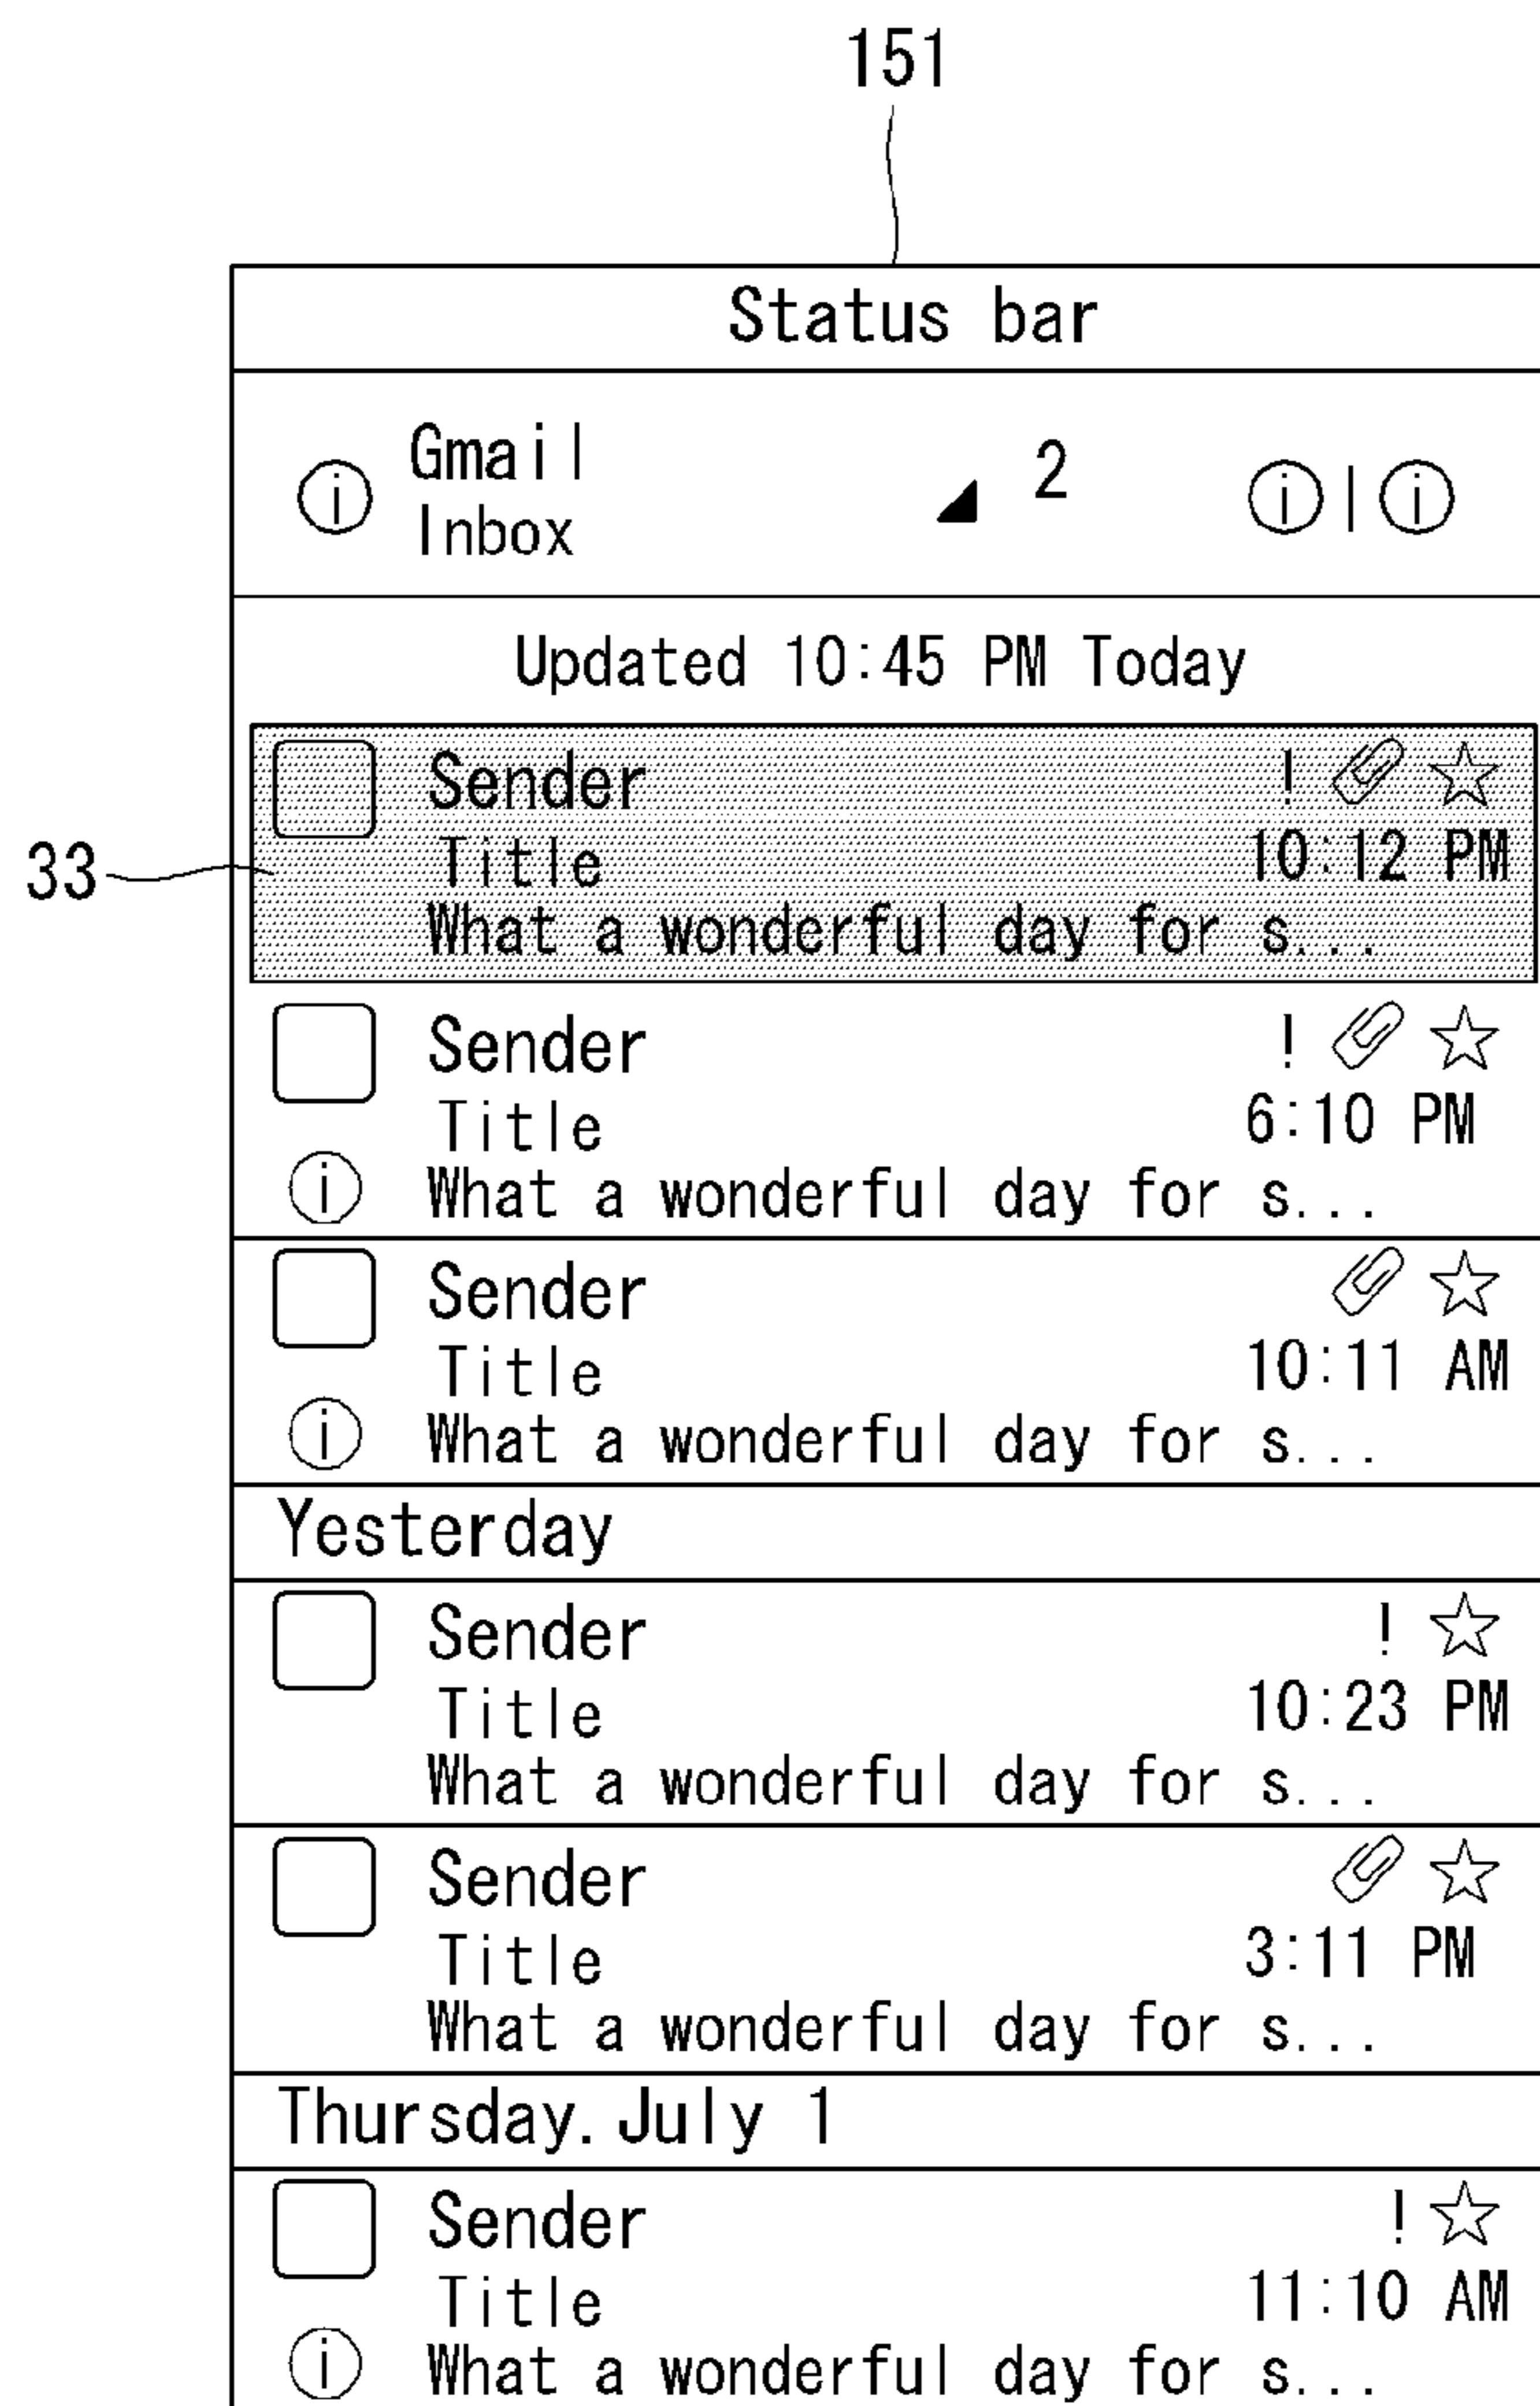 151
Status bar
Gmail 2
Inbox
Updated 10:45 PM Today
Sender !
33
Title 10:12 PM
What a wonderful day for s...
Sender !
Title 6:10 PM
i What a wonderful day for s...
Sender
Title 10:11 AM
i What a wonderful day for s...
Yesterday
Sender !
Title 10:23 PM
What a wonderful day for s...
Sender
Title 3:11 PM
What a wonderful day for s...
Thursday.July 1
Sender !
Title 11:10 AM
i What a wonderful day for s...